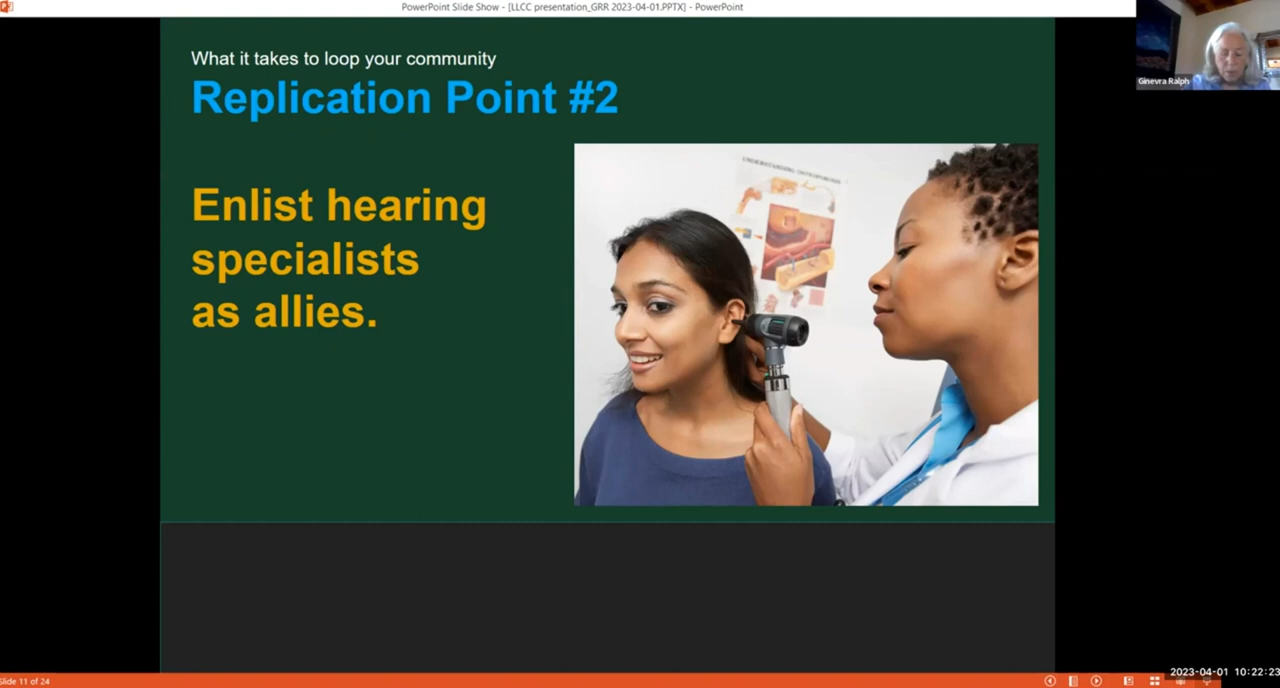 PowerPoint Slide Show - [LLCC presentation_GRR 2023-04-01.PPTX] - PowerPoint
Ginevra Ralph
What it takes to loop your community
Replication Point #2
Enlist hearing
specialists
as allies.
2023-04-01 10:22:23
Slide 11 of 24